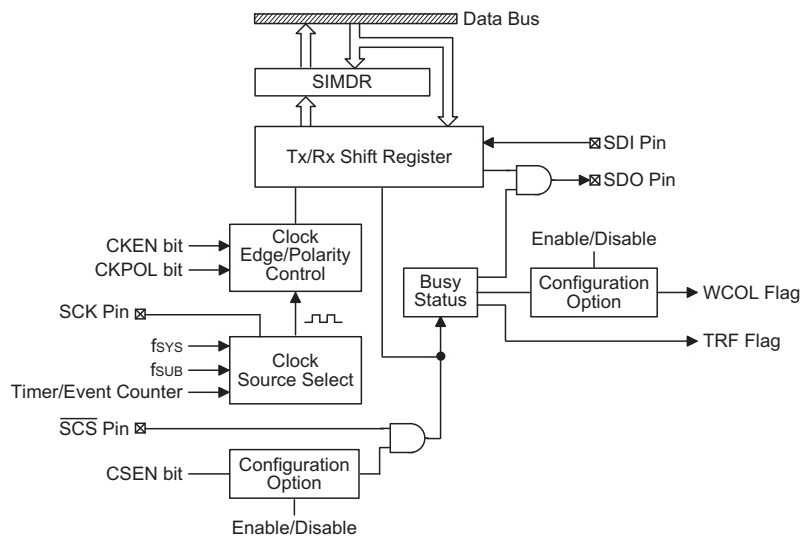 Data Bus
SIMDR
Tx/Rx Shift Register
SDI Pin
SDO Pin
CKEN bit
CKPOL bit
Clock
Edge/Polarity
Control
Enable/Disable
Busy
Status
Configuration
Option
WCOL Flag
SCK Pin
TRF Flag
fSYS
fSUB
Timer/Event Counter
Clock
Source Select
SCS Pin
CSEN bit
Configuration
Option
Enable/Disable